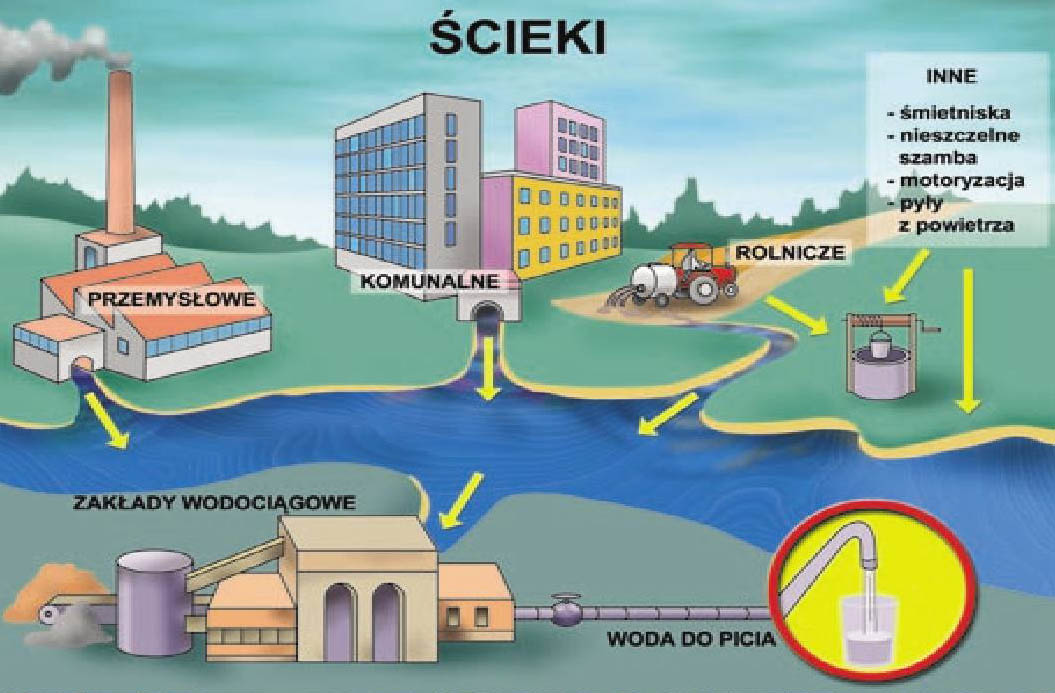 ŚCIEKI
INNE
- śmietniska
- nieszczelne
szamba
- motoryzacja
- pyły
z powietrza
ROLNICZE
KOMUNALNE
PRZEMYSŁOWE
ZAKŁADY WODOCIĄGOWE
WODA DO PICIA